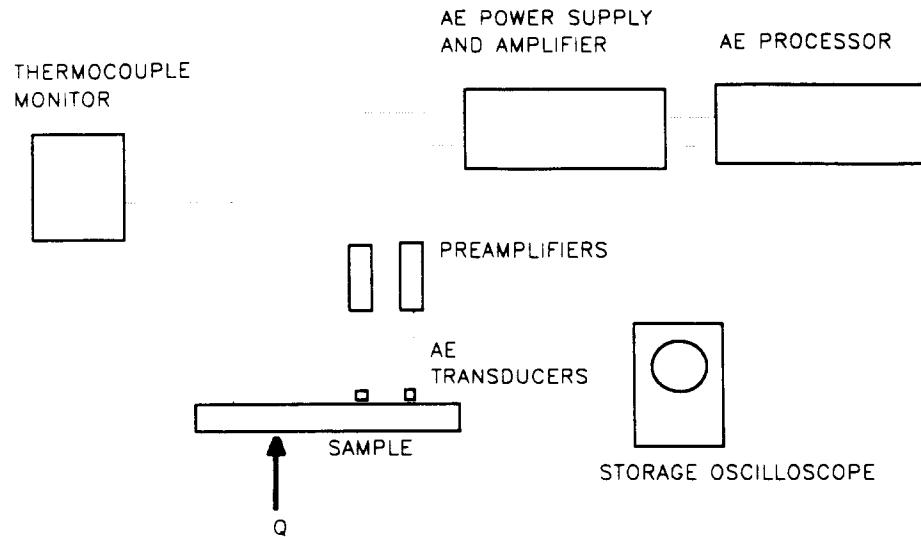 AE POWER SUPPLY
AND AMPLIFIER
AE PROCESSOR
THERMOCOUPLE
MONITOR
PREAMPLIFIERS
AE
TRANSDUCERS
SAMPLE
STORAGE OSCILLOSCOPE
Q